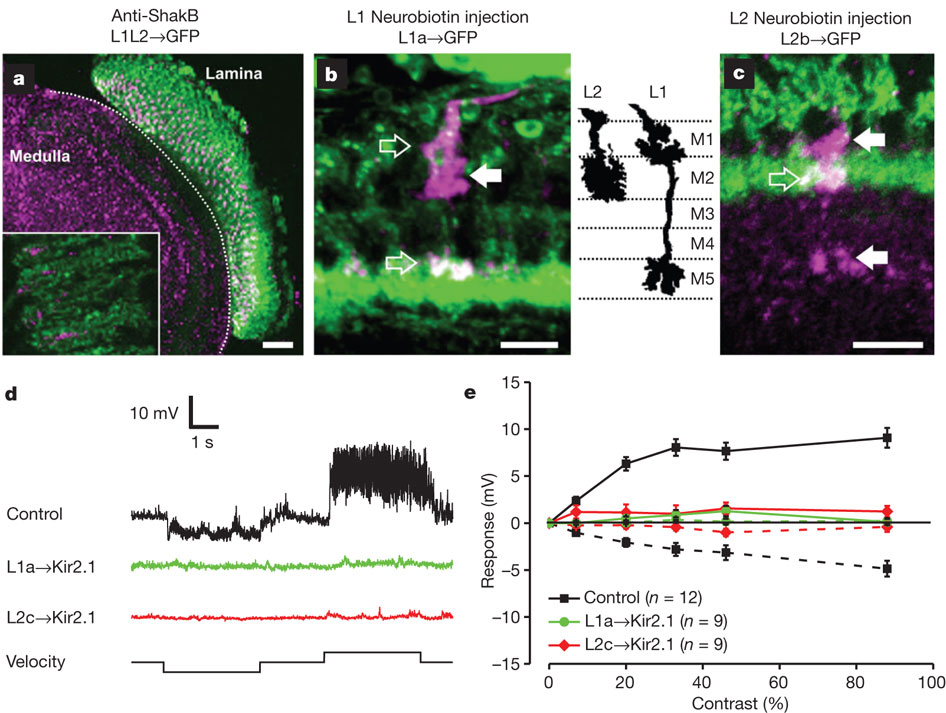 Anti-ShakB
L1L2→GFP
L1 Neurobiotin injection
L1a→GFP
L2 Neurobiotin injection
L2b→GFP
a
Lamina
Medulla
b
L2 L1
M1
M2
M3
M4
M5
c
d
10 mV
1 s
Control
L1a→Kir2.1
L2c→Kir2.1
Velocity
e
Response (mV)
15
10
5
0
−5
−10
−15
Control (n = 12)
L1a→Kir2.1 (n = 9)
L2c→Kir2.1 (n = 9)
0 20 40 60 80 100
Contrast (%)